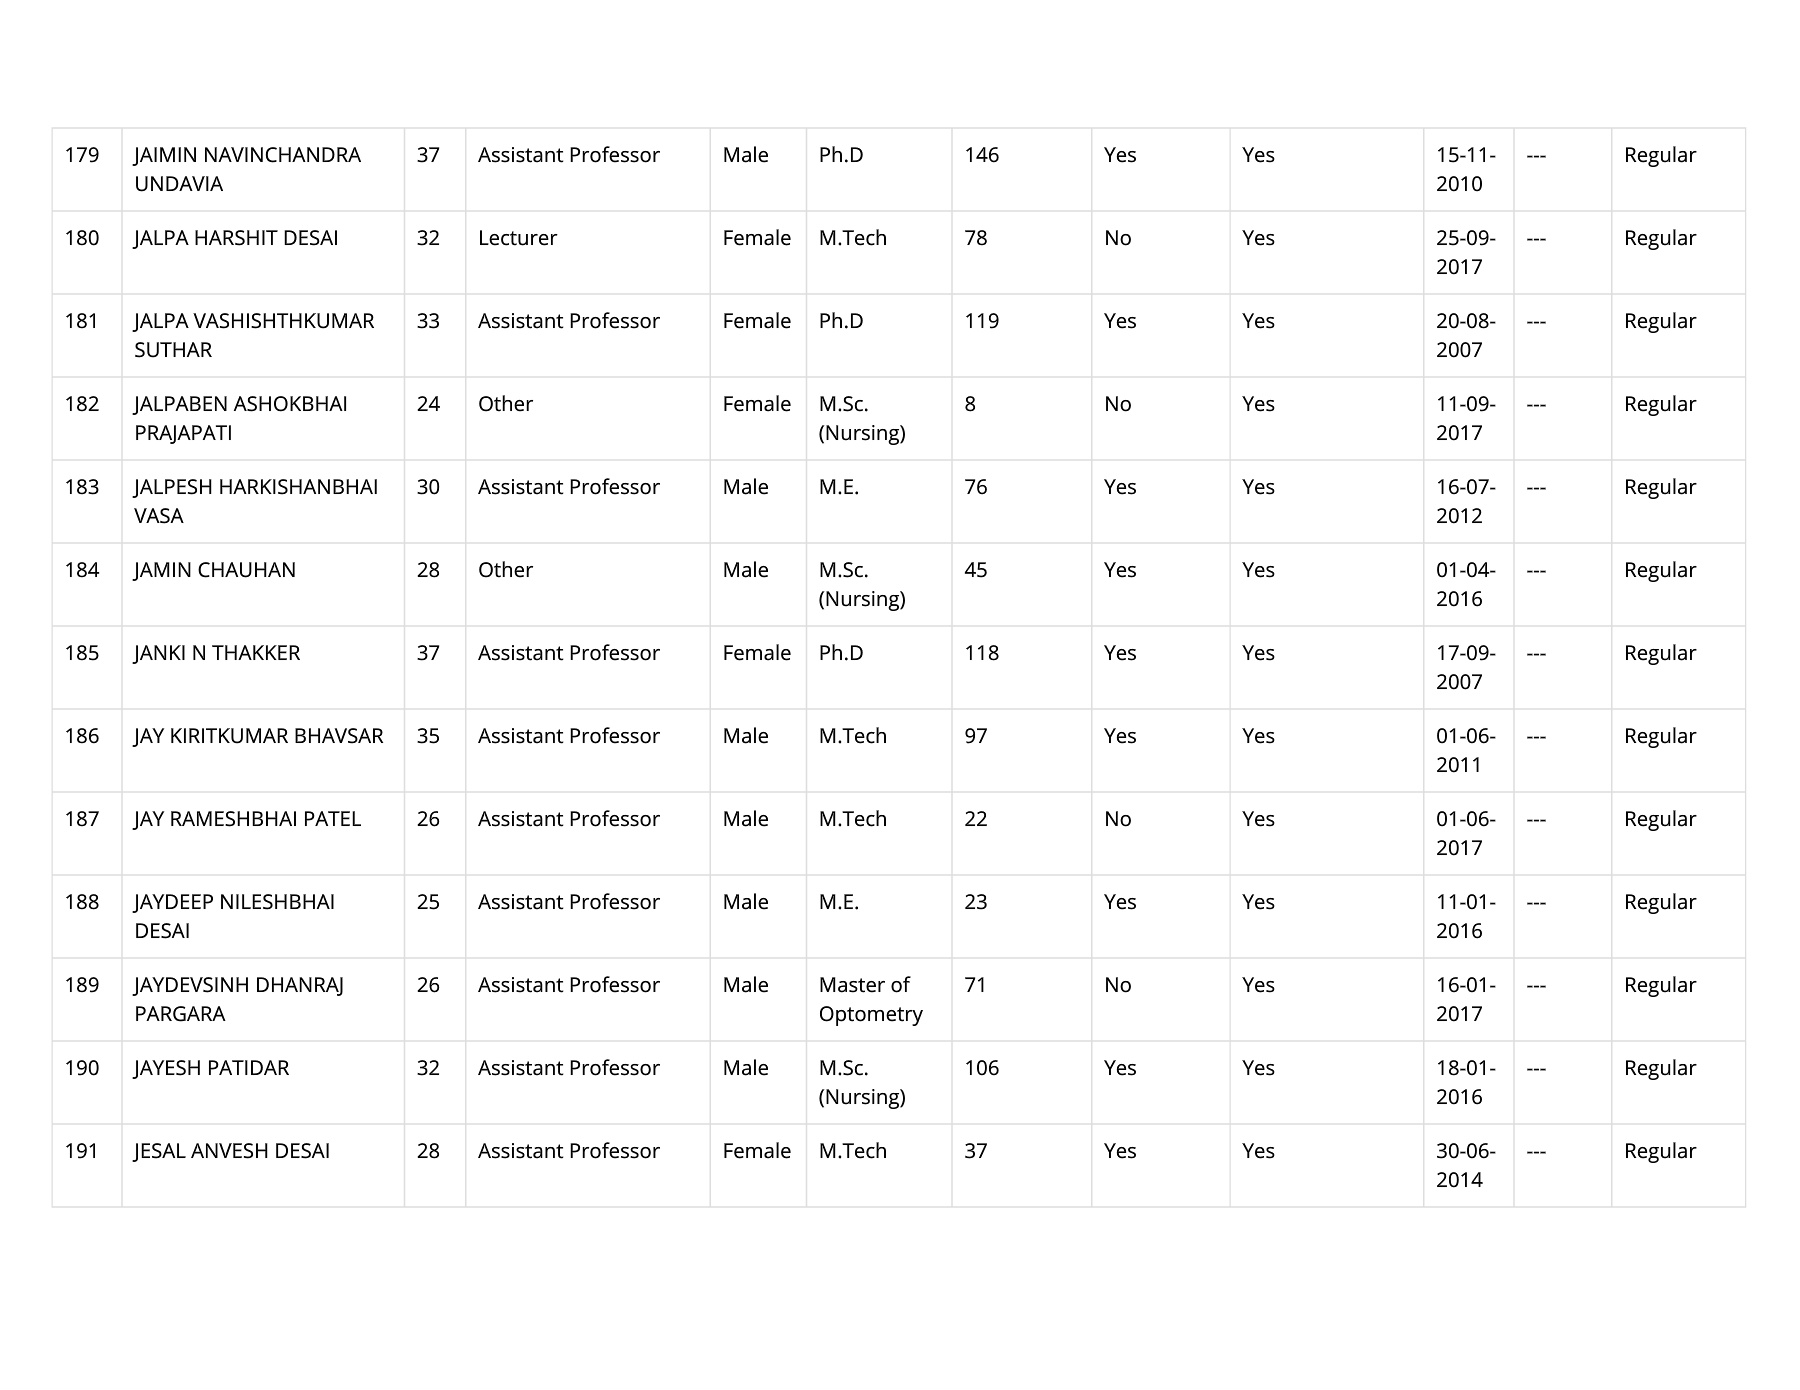 179 JAIMIN NAVINCHANDRA 37 Assistant Professor Male Ph.D 146 Yes Yes 15-11- --- Regular
UNDAVIA 2010
180 JALPA HARSHIT DESAI 32 Lecturer Female M.Tech 78 No Yes 25-09- --- Regular
2017
181 JALPA VASHISHTHKUMAR 33 Assistant Professor Female Ph.D 119 Yes Yes 20-08- --- Regular
SUTHAR 2007
182 JALPABEN ASHOKBHAI 24 Other Female M.Sc. 8 No Yes 11-09- --- Regular
PRAJAPATI (Nursing) 2017
183 JALPESH HARKISHANBHAI 30 Assistant Professor Male M.E. 76 Yes Yes 16-07- --- Regular
VASA 2012
184 JAMIN CHAUHAN 28 Other Male M.Sc. 45 Yes Yes 01-04- --- Regular
(Nursing) 2016
185 JANKI N THAKKER 37 Assistant Professor Female Ph.D 118 Yes Yes 17-09- --- Regular
2007
186 JAY KIRITKUMAR BHAVSAR 35 Assistant Professor Male M.Tech 97 Yes Yes 01-06- --- Regular
2011
187 JAY RAMESHBHAI PATEL 26 Assistant Professor Male M.Tech 22 No Yes 01-06- --- Regular
2017
188 JAYDEEP NILESHBHAI 25 Assistant Professor Male M.E. 23 Yes Yes 11-01- --- Regular
DESAI 2016
189 JAYDEVSINH DHANRAJ 26 Assistant Professor Male Master of 71 No Yes 16-01- --- Regular
PARGARA Optometry 2017
190 JAYESH PATIDAR 32 Assistant Professor Male M.Sc. 106 Yes Yes 18-01- --- Regular
(Nursing) 2016
191 JESAL ANVESH DESAI 28 Assistant Professor Female M.Tech 37 Yes Yes 30-06- --- Regular
2014